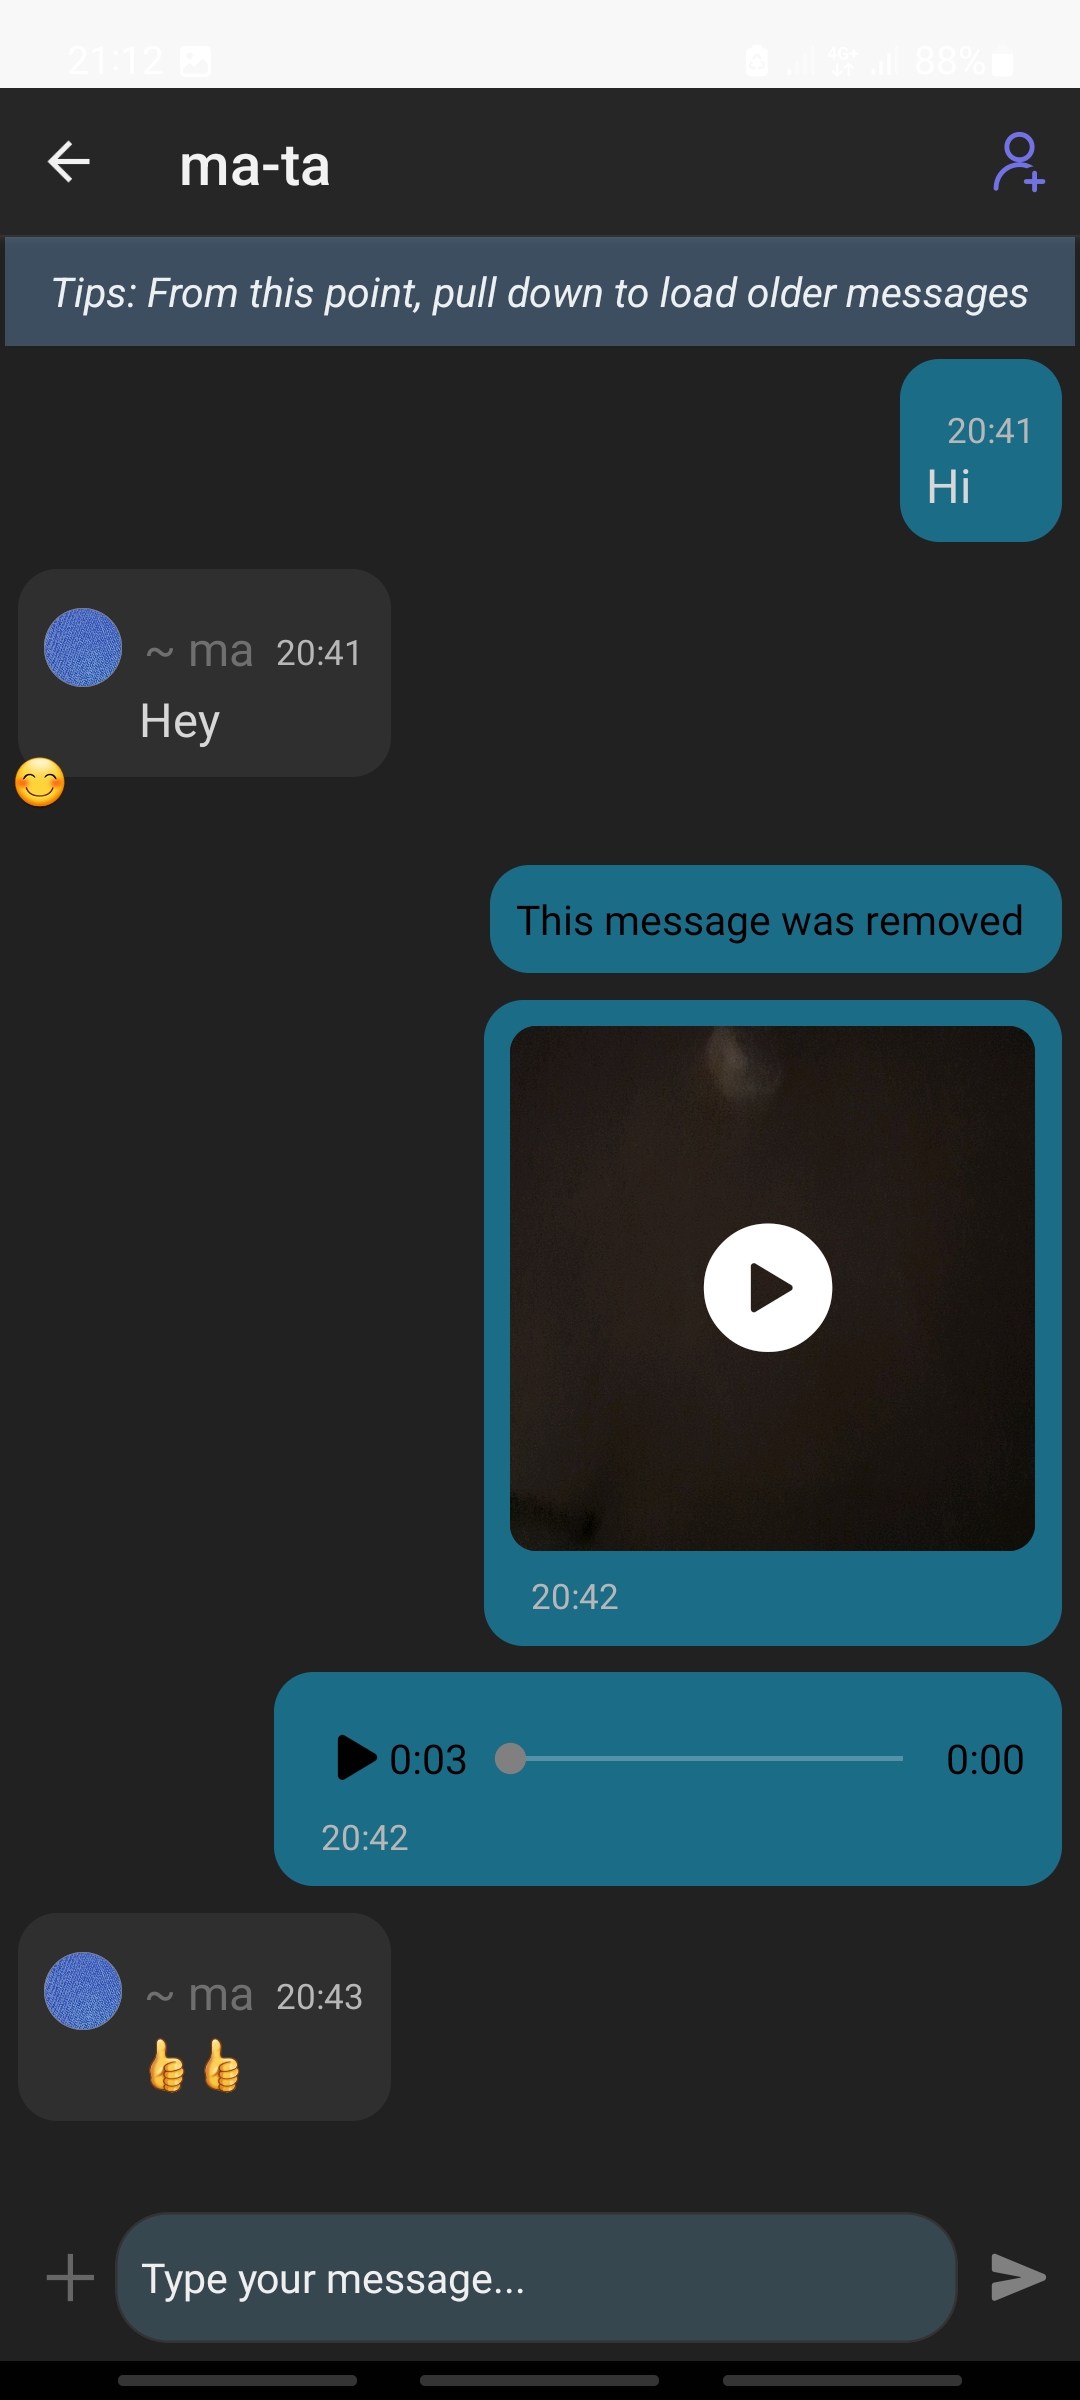 21:12 4G+ 88%
ma-ta
Tips: From this point, pull down to load older messages
20:41
Hi
~ ma 20:41
Hey
😊
This message was removed
20:42
0:03 0:00
20:42
~ ma 20:43
👍👍
Type your message...